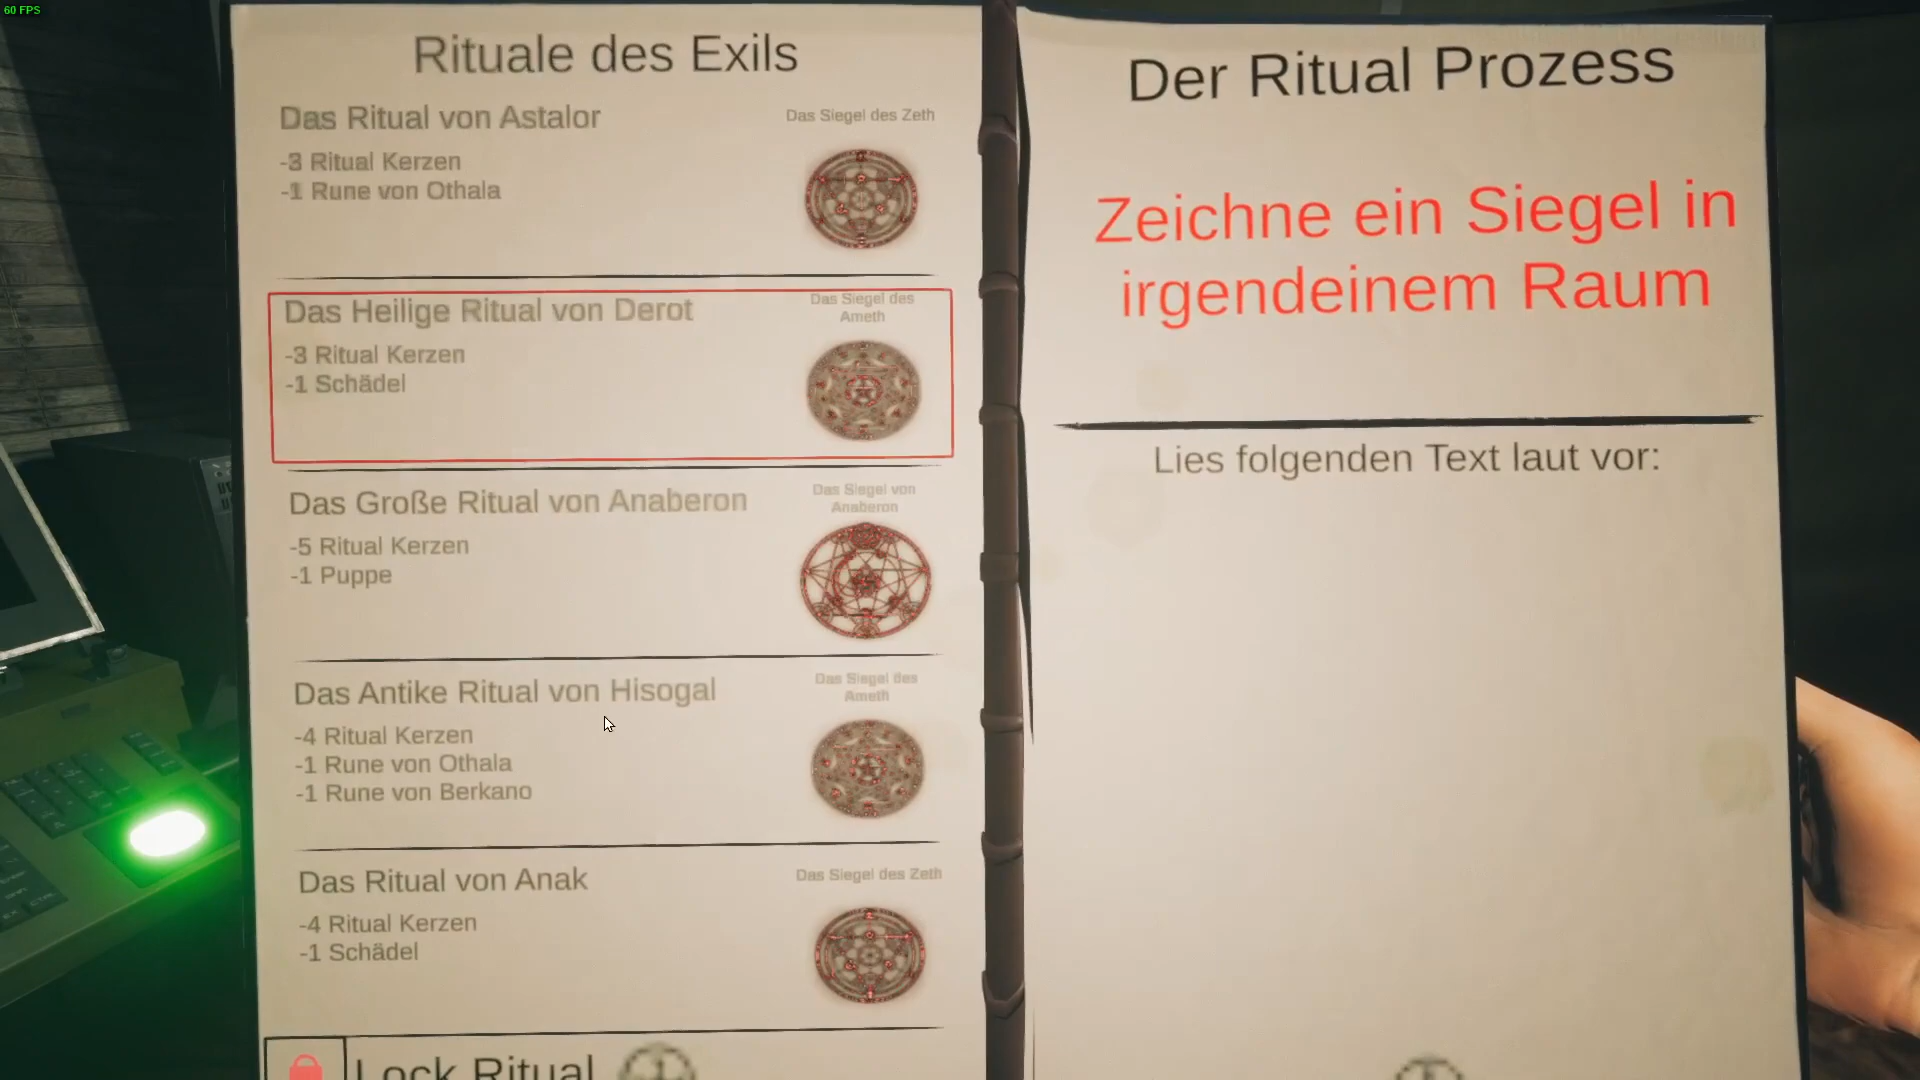 60 FPS
Rituale des Exils
Das Ritual von Astalor
Das Siegel des Zeth
-3 Ritual Kerzen
-1 Rune von Othala
Das Heilige Ritual von Derot
Das Siegel des
Ameth
-3 Ritual Kerzen
-1 Schädel
Das Große Ritual von Anaberon
Das Siegel von
Anaberon
-5 Ritual Kerzen
-1 Puppe
Das Antike Ritual von Hisogal
Das Siegel des
Ameth
-4 Ritual Kerzen
-1 Rune von Othala
-1 Rune von Berkano
Das Ritual von Anak
Das Siegel des Zeth
-4 Ritual Kerzen
-1 Schädel
Lock Ritual
Der Ritual Prozess
Zeichne ein Siegel in
irgendeinem Raum
Lies folgenden Text laut vor: